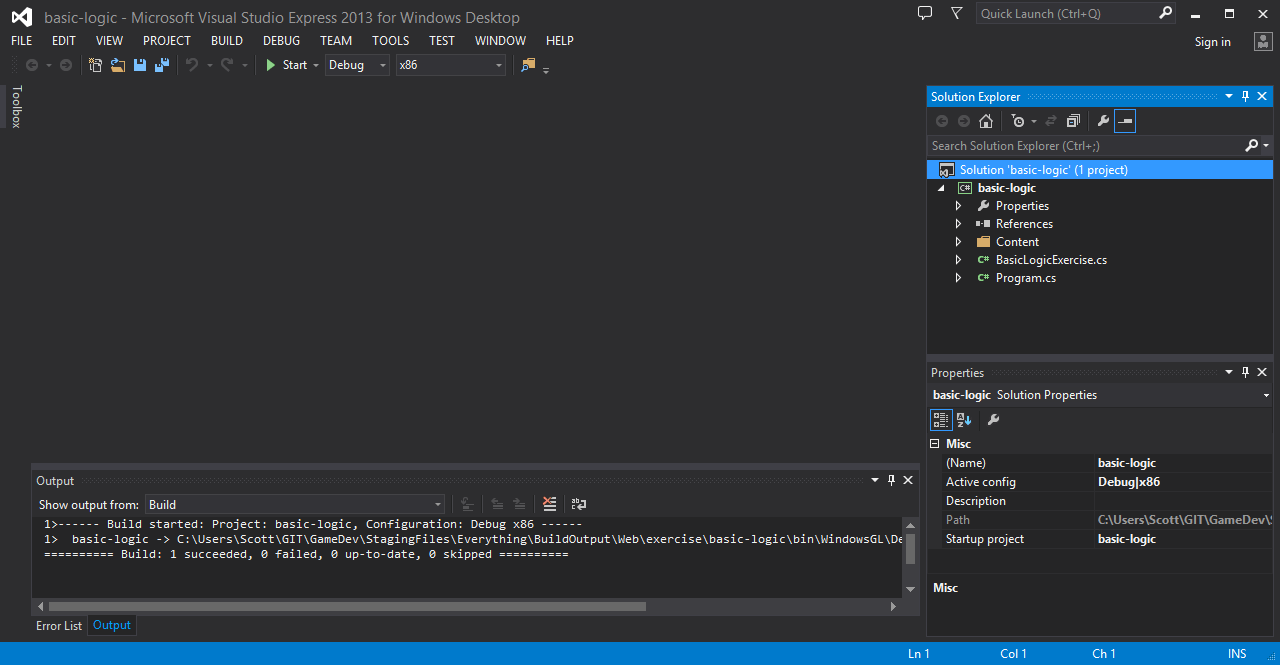 basic-logic - Microsoft Visual Studio Express 2013 for Windows Desktop
Quick Launch (Ctrl+Q)
FILE EDIT VIEW PROJECT BUILD DEBUG TEAM TOOLS TEST WINDOW HELP
Sign in
Start Debug x86
Toolbox
Solution Explorer
Search Solution Explorer (Ctrl+;)
Solution 'basic-logic' (1 project)
C# basic-logic
Properties
References
Content
C# BasicLogicExercise.cs
C# Program.cs
Properties
basic-logic Solution Properties
Misc
(Name) basic-logic
Active config Debug|x86
Description
Path C:\Users\Scott\GIT\GameDev\S
Startup project basic-logic
Misc
Output
Show output from: Build
1>------ Build started: Project: basic-logic, Configuration: Debug x86 ------
1>  basic-logic -> C:\Users\Scott\GIT\GameDev\StagingFiles\Everything\BuildOutput\Web\exercise\basic-logic\bin\WindowsGL\De
========== Build: 1 succeeded, 0 failed, 0 up-to-date, 0 skipped ==========
Error List Output
Ln 1 Col 1 Ch 1 INS